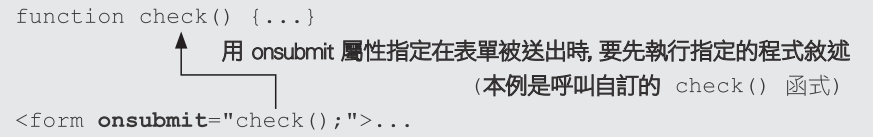 function check() {...}
用 onsubmit 屬性指定在表單被送出時, 要先執行指定的程式敘述
(本例是呼叫自訂的 check() 函式)
<form onsubmit="check();">...